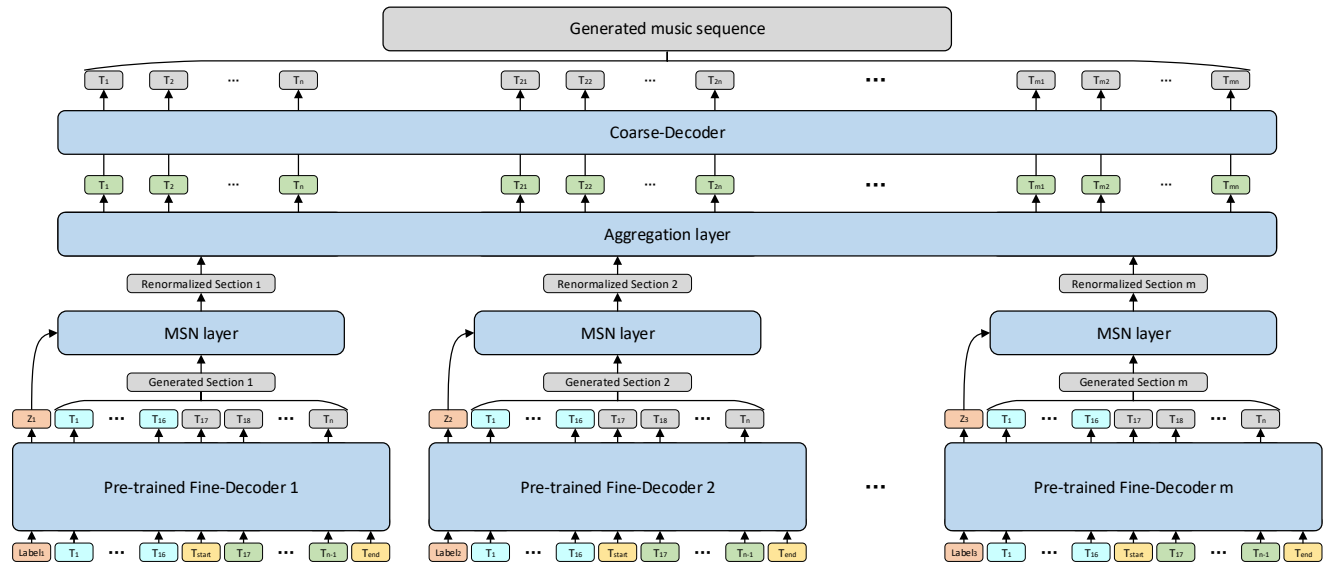 Generated music sequence
T1 T2 ... Tn T21 T22 ... T2n ... Tm1 Tm2 ... Tmn
Coarse-Decoder
T1 T2 ... Tn T21 T22 ... T2n ... Tm1 Tm2 ... Tmn
Aggregation layer
Renormalized Section 1 Renormalized Section 2 Renormalized Section m
MSN layer MSN layer MSN layer
Generated Section 1 Generated Section 2 Generated Section m
Z1 T1 ... T16 T17 T18 ... Tn Z2 T1 ... T16 T17 T18 ... Tn Z3 T1 ... T16 T17 T18 ... Tn
Pre-trained Fine-Decoder 1 Pre-trained Fine-Decoder 2 ... Pre-trained Fine-Decoder m
Label1 T1 ... T16 Tstart T17 ... Tn-1 Tend Label2 T1 ... T16 Tstart T17 ... Tn-1 Tend Label3 T1 ... T16 Tstart T17 ... Tn-1 Tend